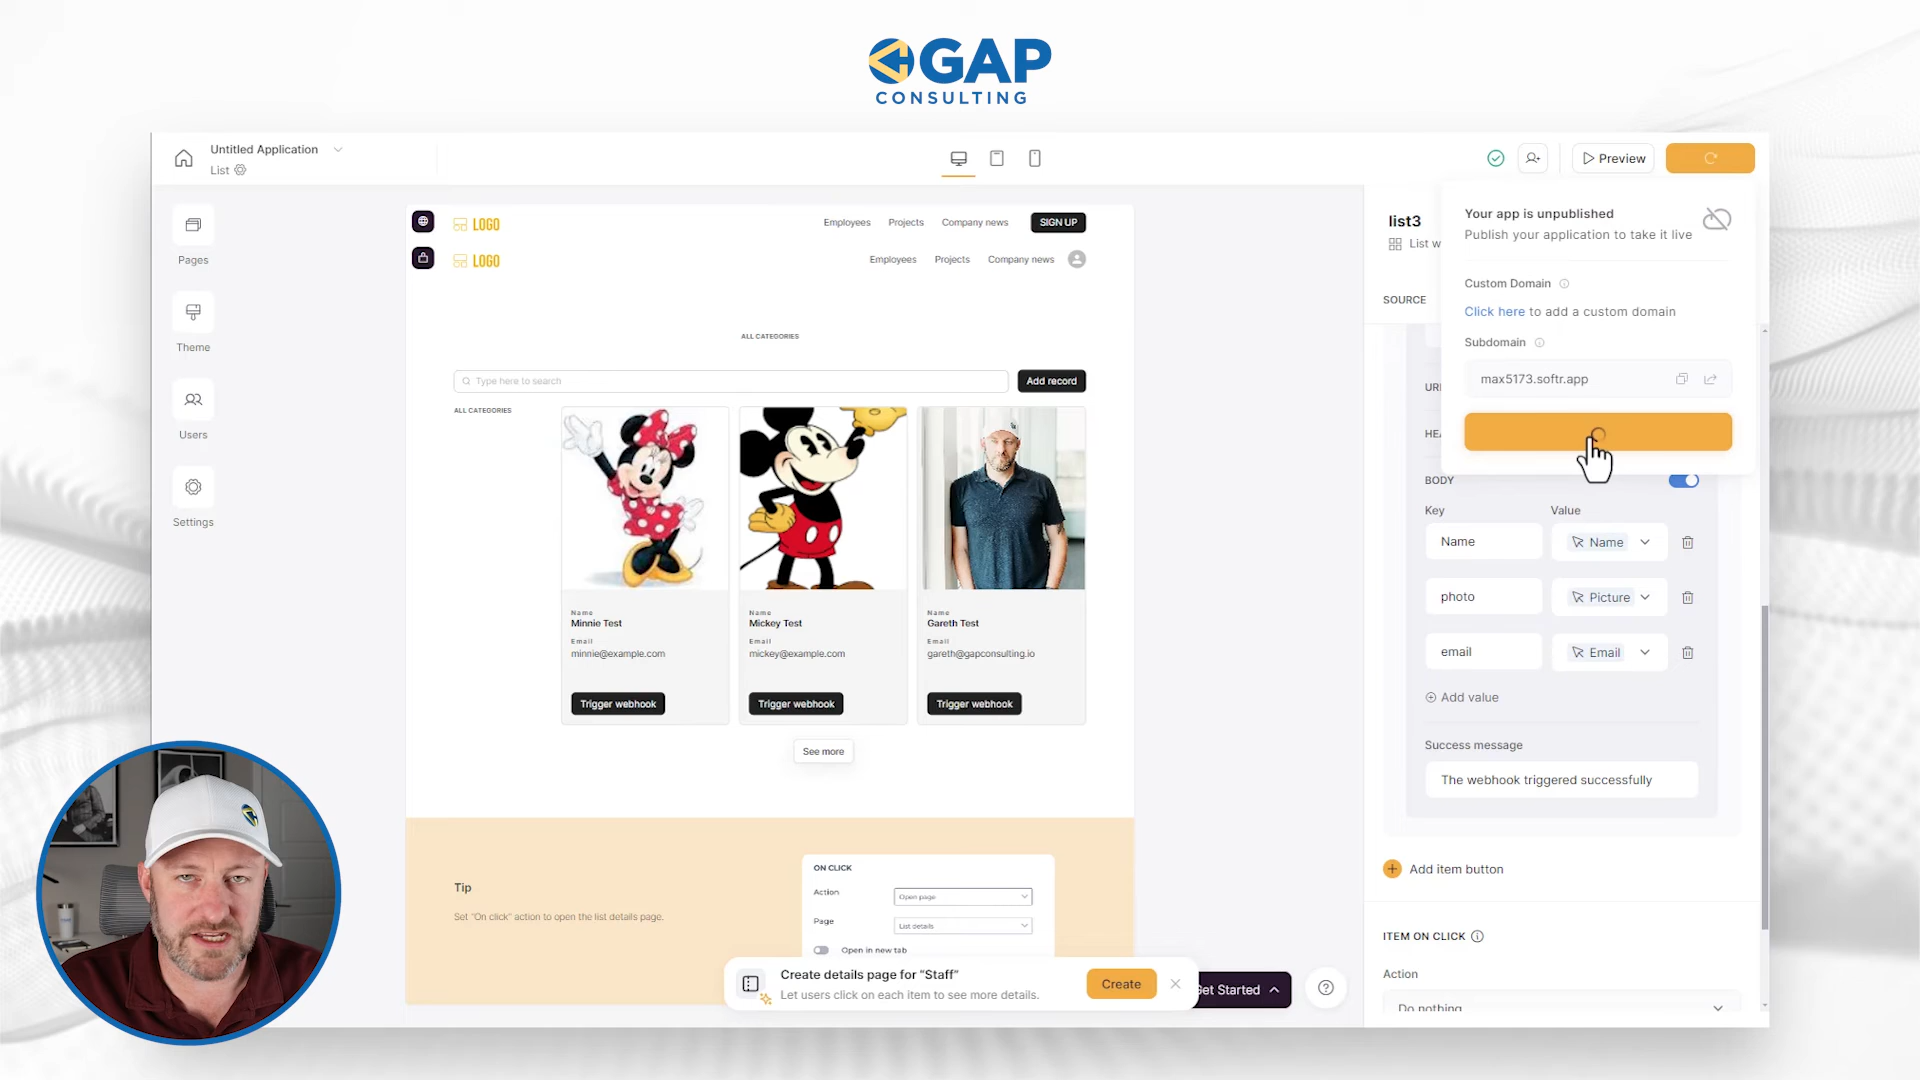 GAP
CONSULTING
Untitled Application
List
Preview
Pages
Theme
Users
Settings
LOGO
Employees Projects Company news SIGN UP
LOGO
Employees Projects Company news
ALL CATEGORIES
Type here to search
Add record
ALL CATEGORIES
Name
Minnie Test
Email
minnie@example.com
Trigger webhook
Name
Mickey Test
Email
mickey@example.com
Trigger webhook
Name
Gareth Test
Email
gareth@gapconsulting.io
Trigger webhook
See more
Tip
Set "On click" action to open the list details page.
ON CLICK
Action
Open page
Page
List details
Open in new tab
Create details page for "Staff"
Let users click on each item to see more details.
Create
Get Started
list3
List w
SOURCE
Your app is unpublished
Publish your application to take it live
Custom Domain
Click here to add a custom domain
Subdomain
max5173.softr.app
BODY
Key Value
Name Name
photo Picture
email Email
Add value
Success message
The webhook triggered successfully
Add item button
ITEM ON CLICK
Action
Do nothing